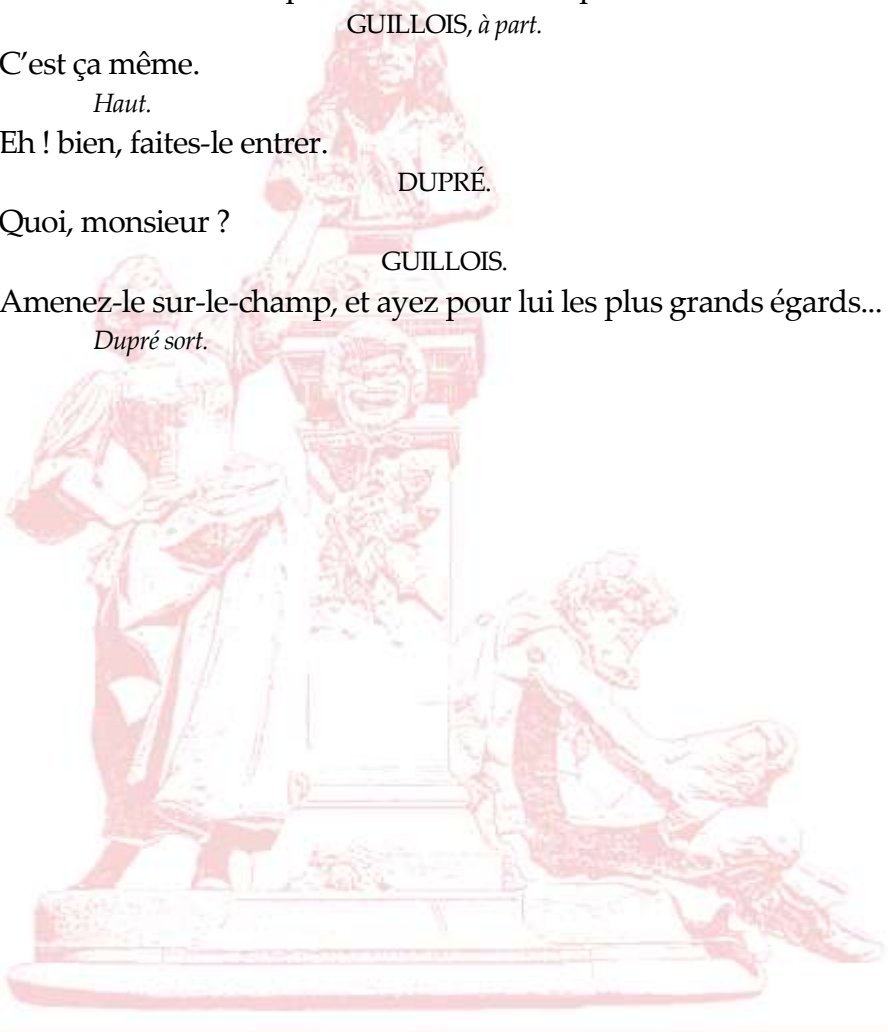 GUILLOIS, à part.
C’est ça même.
Haut.
Eh ! bien, faites-le entrer.
DUPRÉ.
Quoi, monsieur ?
GUILLOIS.
Amenez-le sur-le-champ, et ayez pour lui les plus grands égards...
Dupré sort.